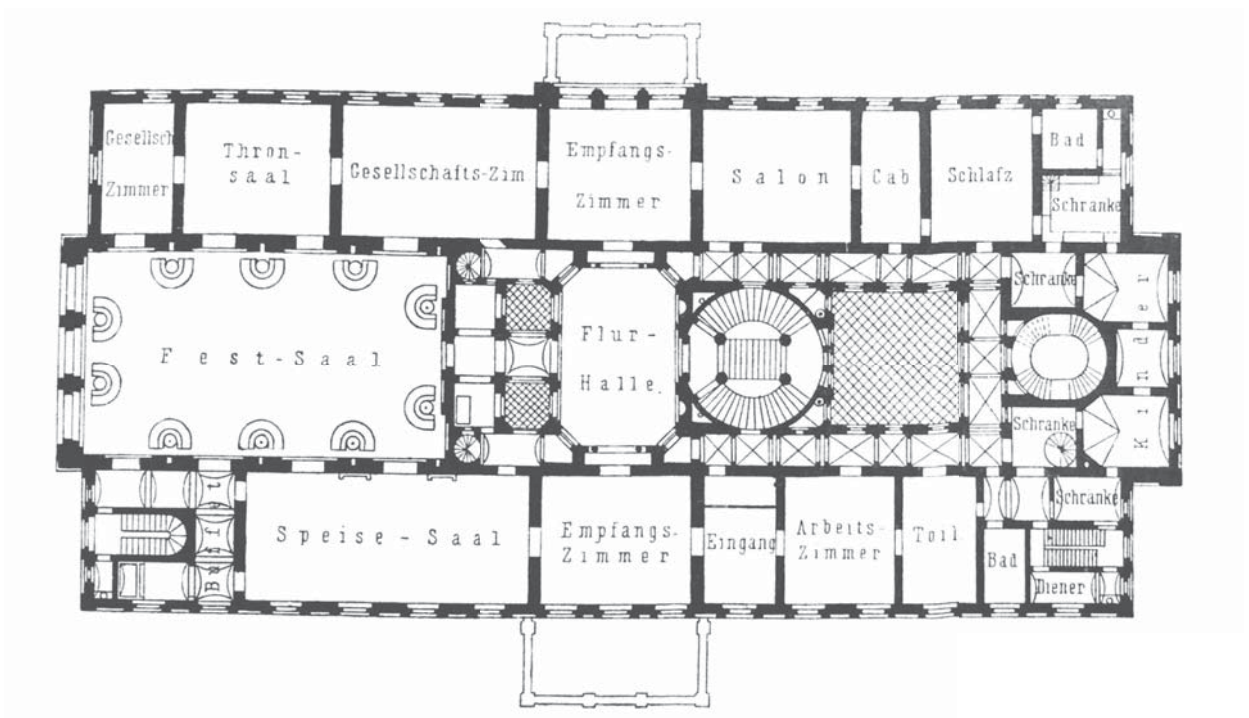 Gesellsch
Zimmer
Thron-
saal
Gesellschafts-Zim
Empfangs-
Zimmer
Salon
Cab
Schlafz
Bad
Schranke
Fest-Saal
Flur-
Halle.
Schranke
Schranke
Kinder
Buffet
Speise-Saal
Empfangs-
Zimmer
Eingang
Arbeits-
Zimmer
Toil
Bad
Schranke
Diener